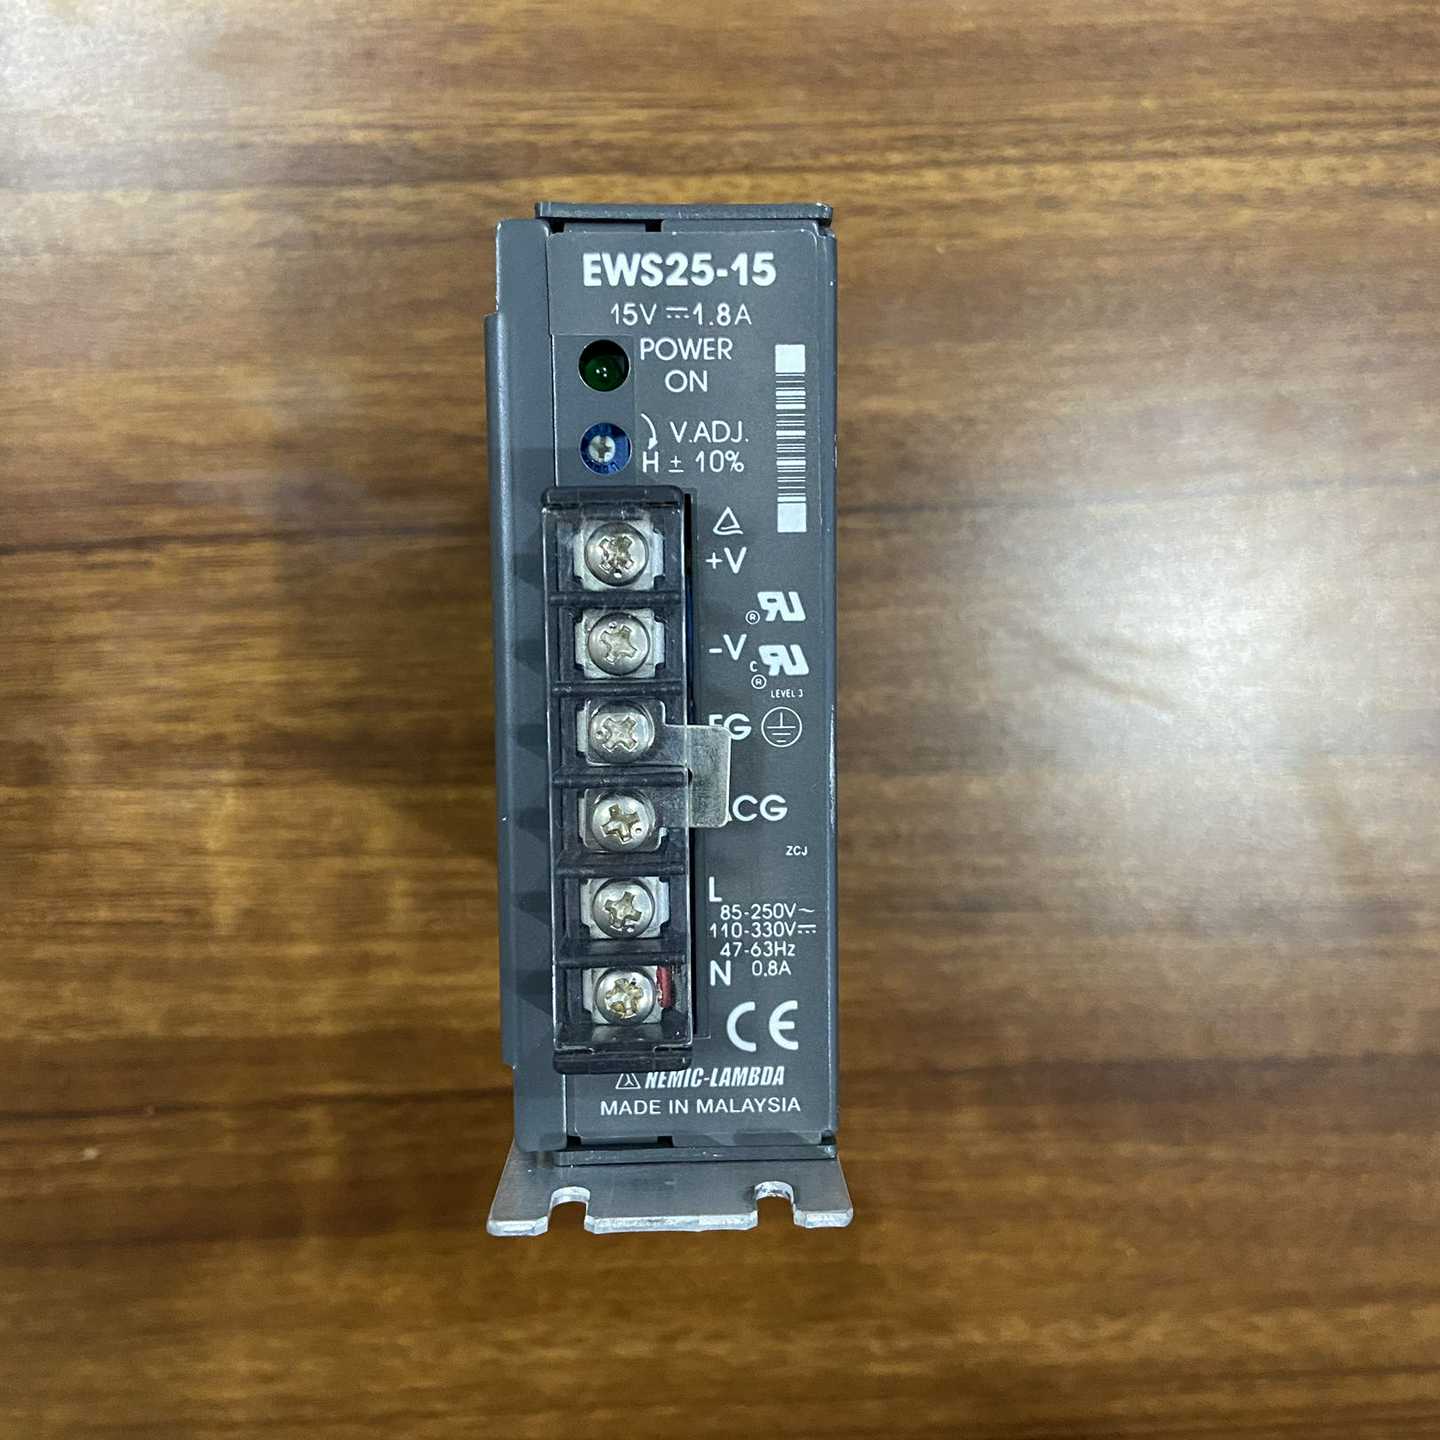 EWS25-15
15V ⎓ 1.8A
POWER
ON
V.ADJ.
H ± 10%
+V
®
-V
C
®
LEVEL 3
FG
ACG
ZCJ
L
85-250V~
110-330V⎓
47-63Hz
N 0.8A
CE
NEMIC-LAMBDA
MADE IN MALAYSIA